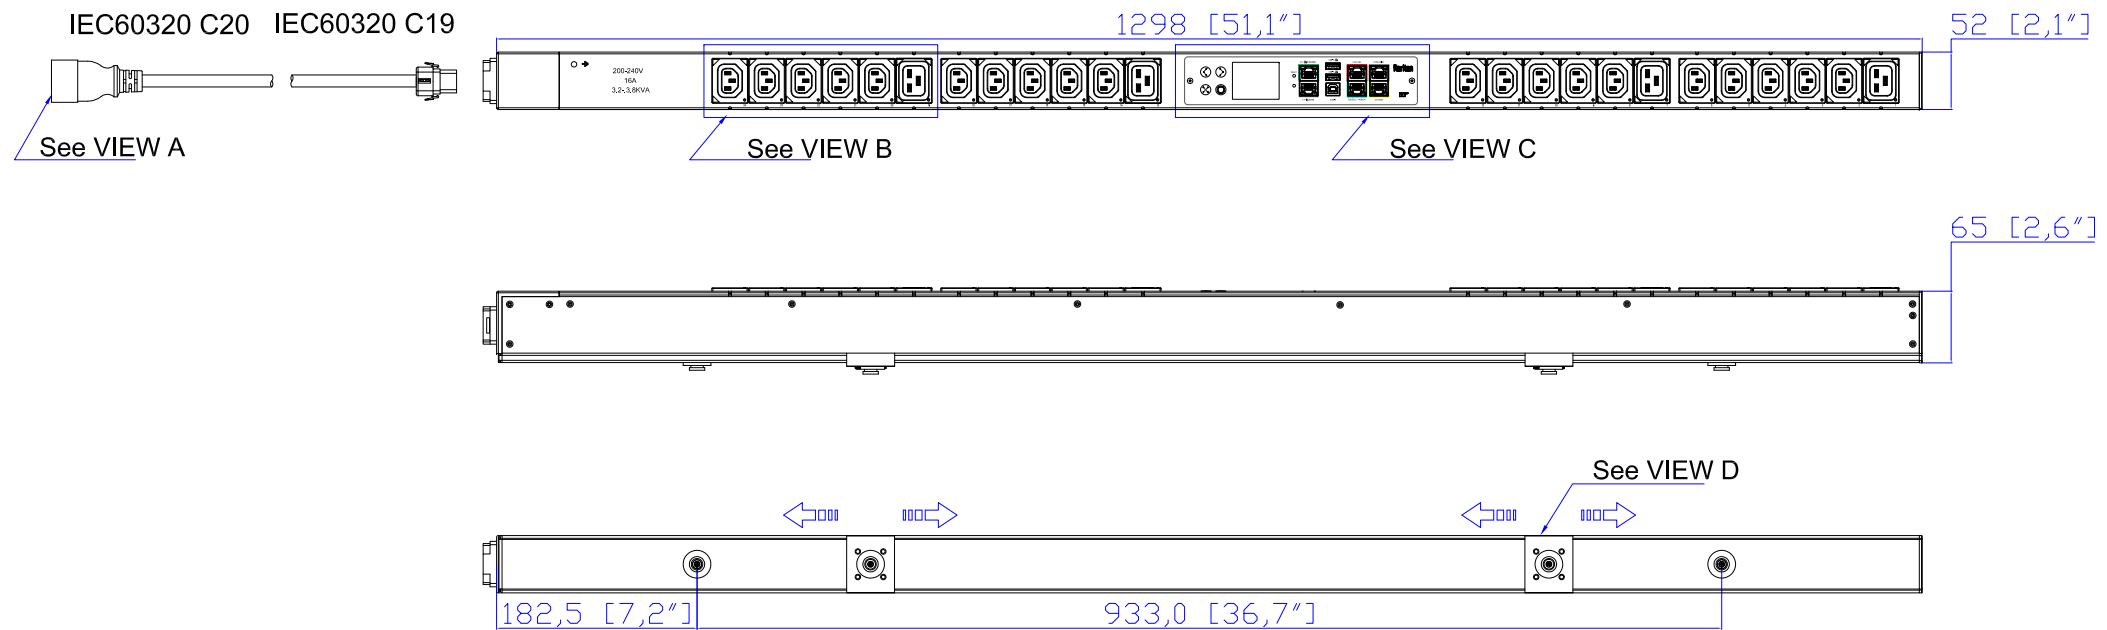 IEC60320 C20 IEC60320 C19
1298 [51,1"]
52 [2,1"]
200-240V
16A
3.2-3.8KVA
Raritan
See VIEW A
See VIEW B
See VIEW C
65 [2,6"]
See VIEW D
182,5 [7,2"]
933,0 [36,7"]